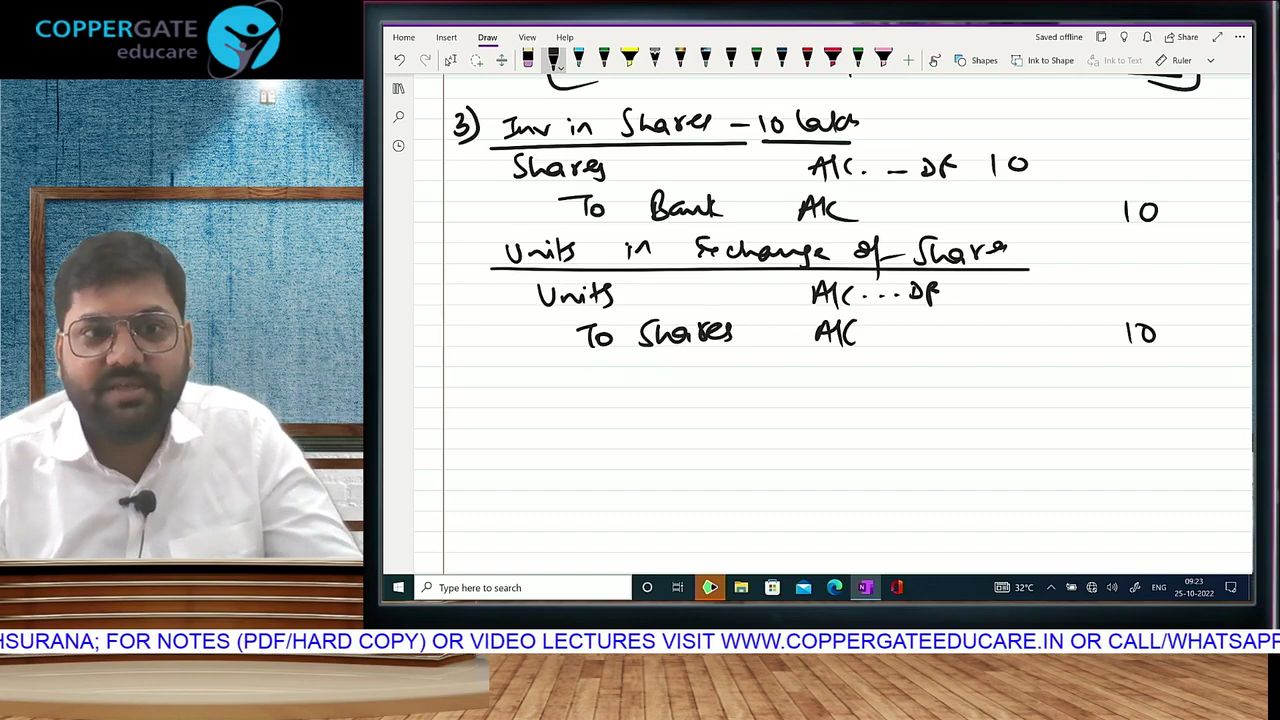 COPPERGATE
educare
Home Insert Draw View Help
Saved offline Share
Shapes Ink to Shape Ink to Text Ruler
3) Inv in Shares - 10 Lakhs
Shares A/C. - Dr 10
To Bank A/C 10
Units in Exchange of Shares
Units A/C... Dr
To Shares A/C 10
Type here to search
32°C ENG 09:23
25-10-2022
HSURANA; FOR NOTES (PDF/HARD COPY) OR VIDEO LECTURES VISIT WWW.COPPERGATEEDUCARE.IN OR CALL/WHATSAPP